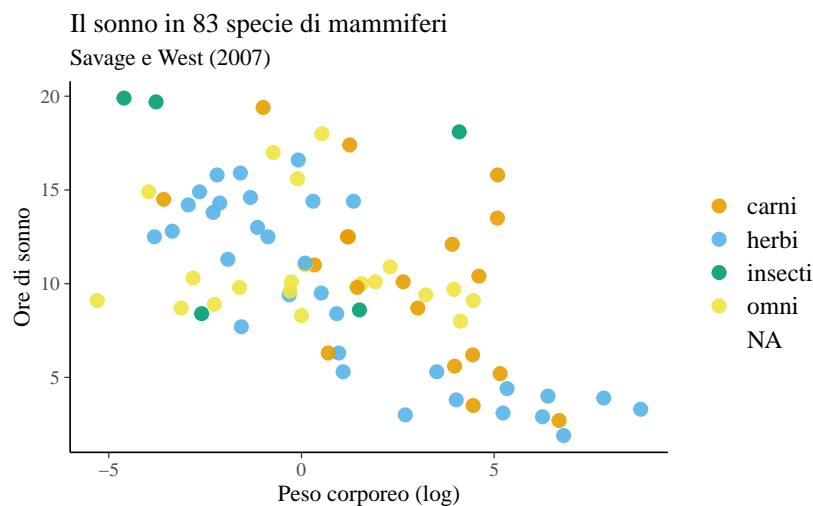 Il sonno in 83 specie di mammiferi
Savage e West (2007)
20
15
10
5
Ore di sonno
−5
0
5
Peso corporeo (log)
carni
herbi
insecti
omni
NA